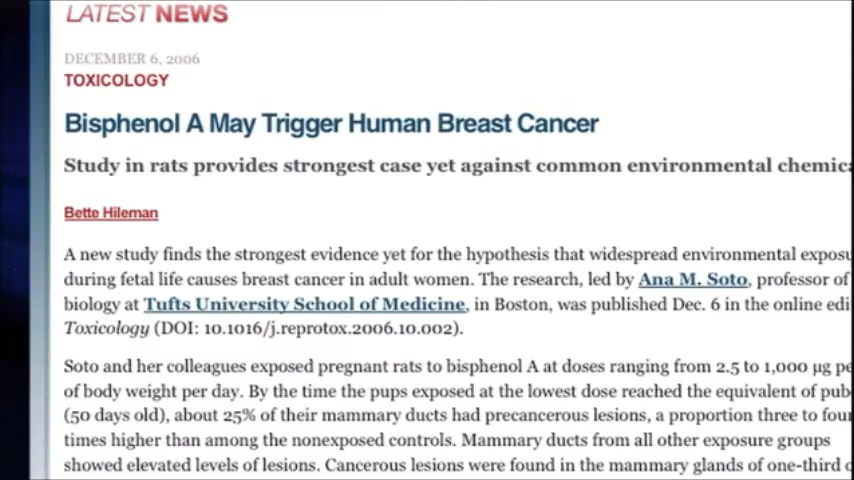 LATEST NEWS
DECEMBER 6, 2006
TOXICOLOGY
Bisphenol A May Trigger Human Breast Cancer
Study in rats provides strongest case yet against common environmental chemica
Bette Hileman
A new study finds the strongest evidence yet for the hypothesis that widespread environmental exposu
during fetal life causes breast cancer in adult women. The research, led by Ana M. Soto, professor of
biology at Tufts University School of Medicine, in Boston, was published Dec. 6 in the online edi
Toxicology (DOI: 10.1016/j.reprotox.2006.10.002).
Soto and her colleagues exposed pregnant rats to bisphenol A at doses ranging from 2.5 to 1,000 µg pe
of body weight per day. By the time the pups exposed at the lowest dose reached the equivalent of pub
(50 days old), about 25% of their mammary ducts had precancerous lesions, a proportion three to four
times higher than among the nonexposed controls. Mammary ducts from all other exposure groups
showed elevated levels of lesions. Cancerous lesions were found in the mammary glands of one-third